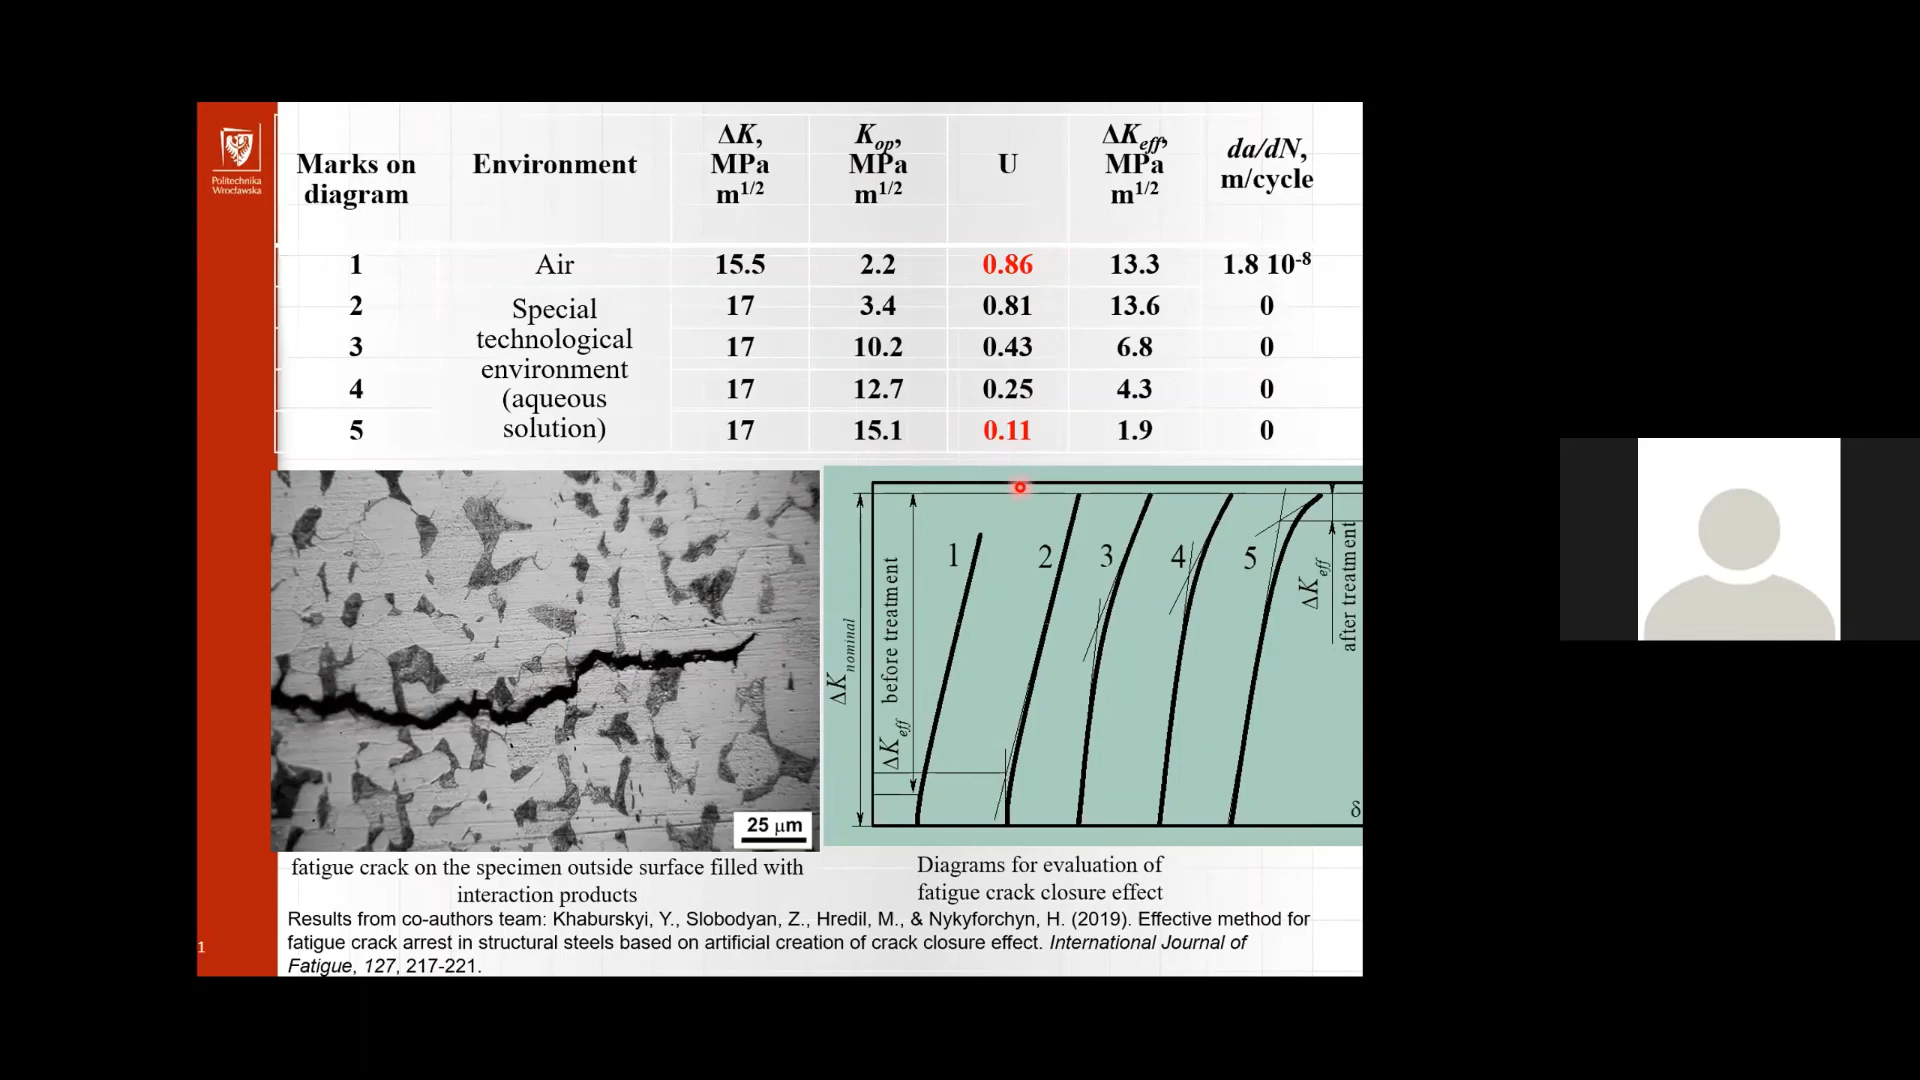 Politechnika
Wrocławska
Marks on
diagram
Environment
ΔK,
MPa
m1/2
Kop,
MPa
m1/2
U
ΔKeff,
MPa
m1/2
da/dN,
m/cycle
1 Air 15.5 2.2 0.86 13.3 1.8 10-8
2 17 3.4 0.81 13.6 0
3 17 10.2 0.43 6.8 0
4 17 12.7 0.25 4.3 0
5 17 15.1 0.11 1.9 0
Special
technological
environment
(aqueous
solution)
25 μm
ΔKnominal
ΔKeff before treatment
1 2 3 4 5
ΔKeff
after treatment
δ
fatigue crack on the specimen outside surface filled with
interaction products
Diagrams for evaluation of
fatigue crack closure effect
Results from co-authors team: Khaburskyi, Y., Slobodyan, Z., Hredil, M., & Nykyforchyn, H. (2019). Effective method for
fatigue crack arrest in structural steels based on artificial creation of crack closure effect. International Journal of
Fatigue, 127, 217-221.
1